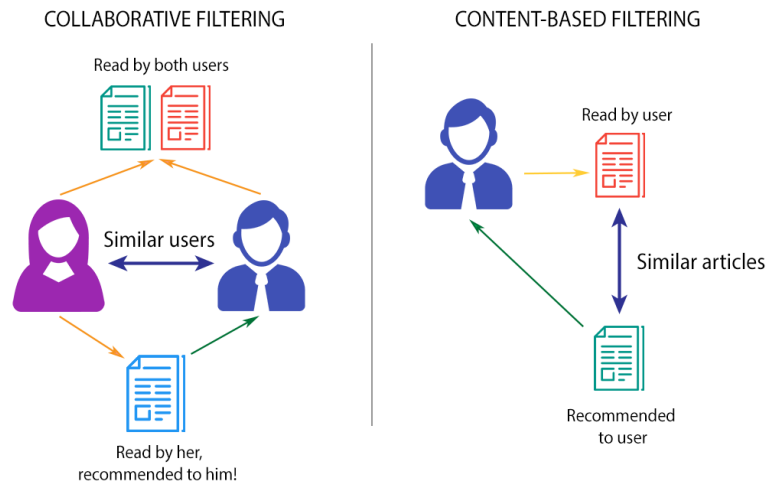 COLLABORATIVE FILTERING
Read by both users
Similar users
Read by her,
recommended to him!
CONTENT-BASED FILTERING
Read by user
Similar articles
Recommended
to user